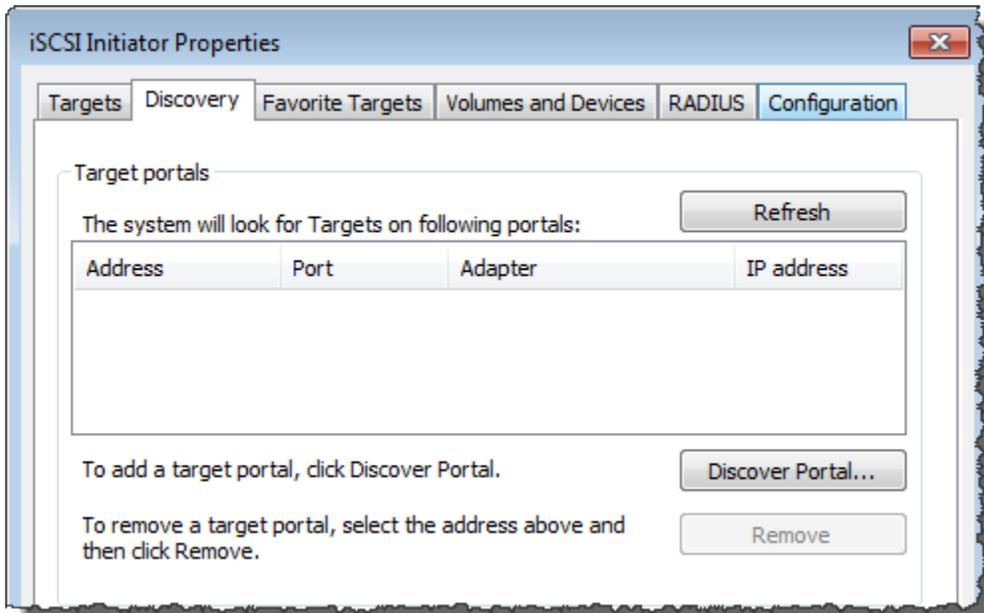 iSCSI Initiator Properties
Targets Discovery Favorite Targets Volumes and Devices RADIUS Configuration
Target portals
The system will look for Targets on following portals: Refresh
Address Port Adapter IP address
To add a target portal, click Discover Portal. Discover Portal...
To remove a target portal, select the address above and
then click Remove. Remove